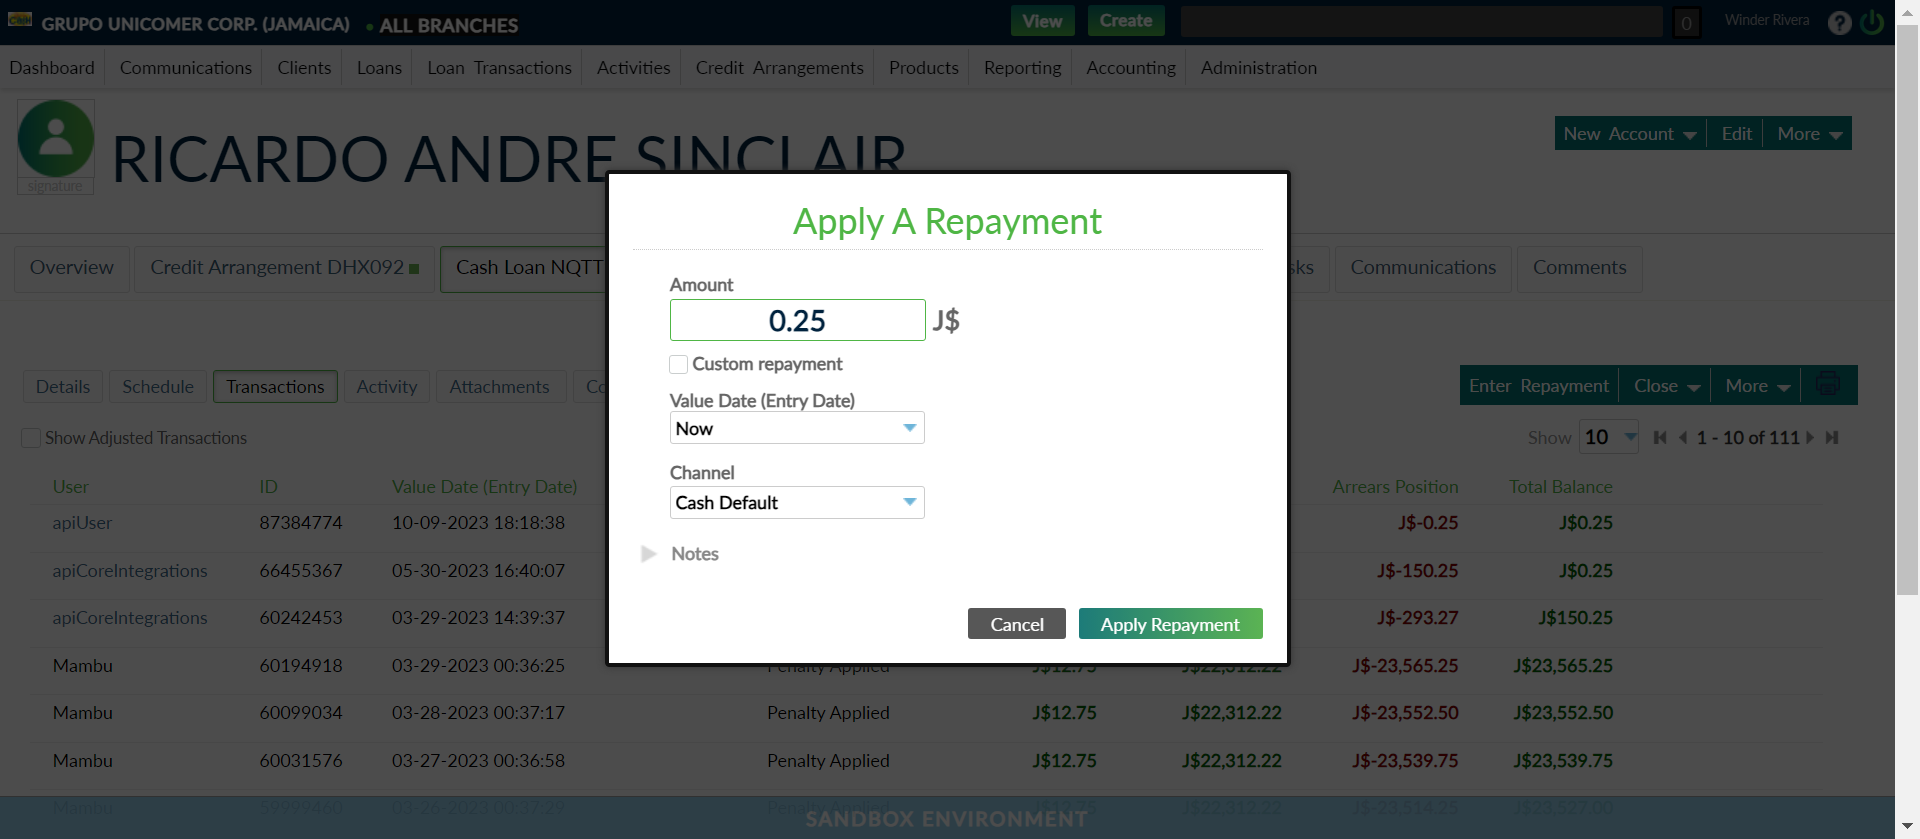 GRUPO UNICOMER CORP. (JAMAICA) ALL BRANCHES View Create 0 Winder Rivera ?
Dashboard Communications Clients Loans Loan Transactions Activities Credit Arrangements Products Reporting Accounting Administration
signature
RICARDO ANDRE SINCLAIR
New Account Edit More
Overview Credit Arrangement DHX092 Cash Loan NQTT Communications Comments
Apply A Repayment
Amount
0.25 J$
Custom repayment
Value Date (Entry Date)
Now
Channel
Cash Default
Notes
Cancel Apply Repayment
Details Schedule Transactions Activity Attachments
Enter Repayment Close More
Show Adjusted Transactions
Show 10 1 - 10 of 111
User ID Value Date (Entry Date) Arrears Position Total Balance
apiUser 87384774 10-09-2023 18:18:38 J$-0.25 J$0.25
apiCoreIntegrations 66455367 05-30-2023 16:40:07 J$-150.25 J$0.25
apiCoreIntegrations 60242453 03-29-2023 14:39:37 J$-293.27 J$150.25
Mambu 60194918 03-29-2023 00:36:25 Penalty Applied J$12.75 J$22,312.22 J$-23,565.25 J$23,565.25
Mambu 60099034 03-28-2023 00:37:17 Penalty Applied J$12.75 J$22,312.22 J$-23,552.50 J$23,552.50
Mambu 60031576 03-27-2023 00:36:58 Penalty Applied J$12.75 J$22,312.22 J$-23,539.75 J$23,539.75
Mambu 59999460 03-26-2023 00:37:29 Penalty Applied J$12.75 J$22,312.22 J$-23,514.25 J$23,527.00
SANDBOX ENVIRONMENT